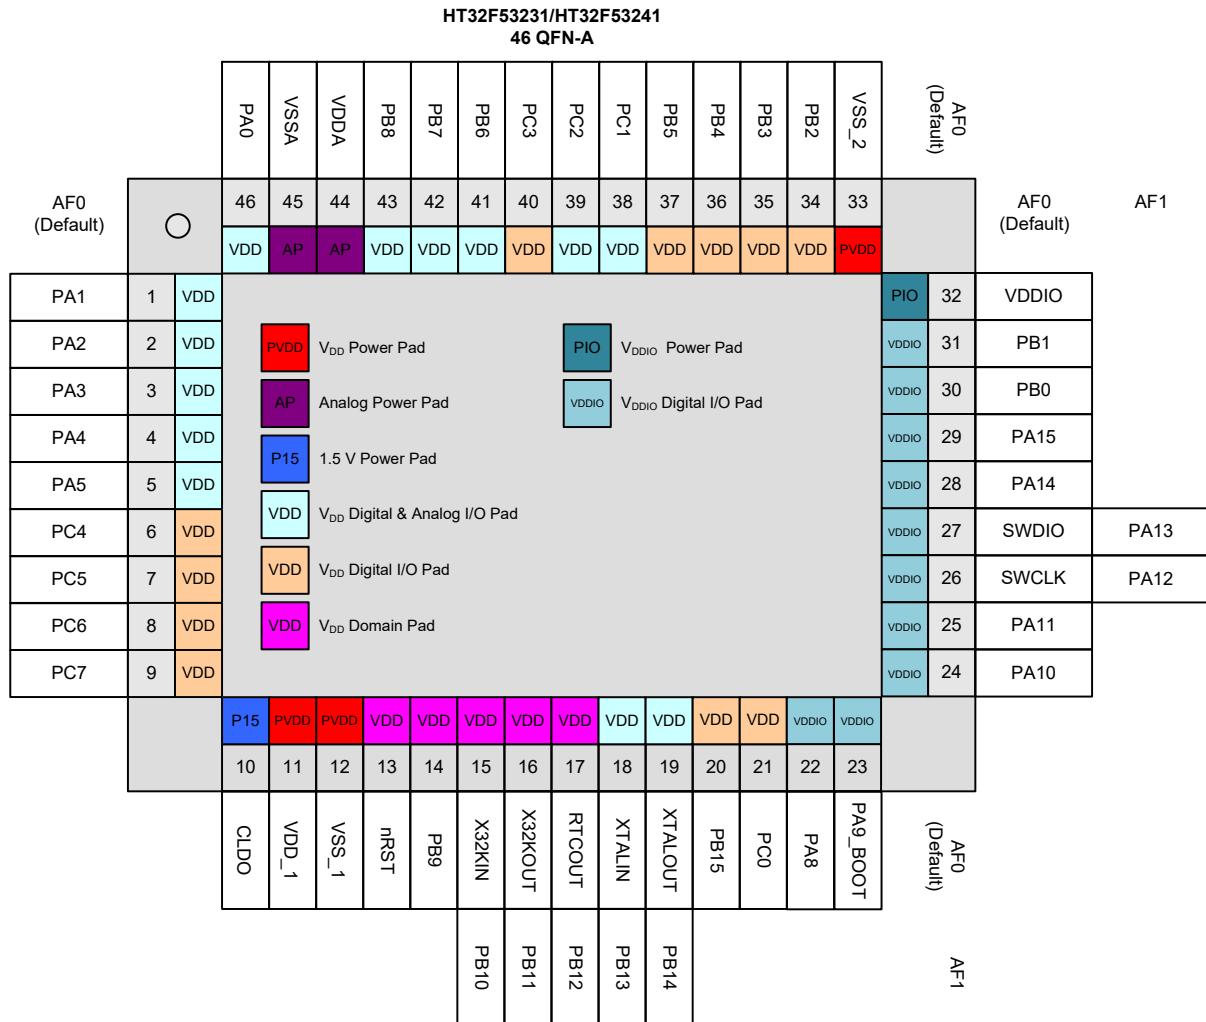 HT32F53231/HT32F53241
46 QFN-A
PA0 VSSA VDDA PB8 PB7 PB6 PC3 PC2 PC1 PB5 PB4 PB3 PB2 VSS_2 AF0
(Default)
AF0
(Default)
46 45 44 43 42 41 40 39 38 37 36 35 34 33
AF0
(Default)
AF1
VDD AP AP VDD VDD VDD VDD VDD VDD VDD VDD VDD VDD PVDD
PA1 1 VDD
PIO 32 VDDIO
PA2 2 VDD
PVDD VDD Power Pad
PIO VDDIO Power Pad
VDDIO 31 PB1
PA3 3 VDD
AP Analog Power Pad
VDDIO VDDIO Digital I/O Pad
VDDIO 30 PB0
PA4 4 VDD
P15 1.5 V Power Pad
VDDIO 29 PA15
PA5 5 VDD
VDD VDD Digital & Analog I/O Pad
VDDIO 28 PA14
PC4 6 VDD
VDDIO 27 SWDIO PA13
PC5 7 VDD
VDD VDD Digital I/O Pad
VDDIO 26 SWCLK PA12
PC6 8 VDD
VDD VDD Domain Pad
VDDIO 25 PA11
PC7 9 VDD
VDDIO 24 PA10
P15 PVDD PVDD VDD VDD VDD VDD VDD VDD VDD VDD VDD VDDIO VDDIO
10 11 12 13 14 15 16 17 18 19 20 21 22 23
CLDO VDD_1 VSS_1 nRST PB9 X32KIN X32KOUT RTCOUT XTALIN XTALOUT PB15 PC0 PA8 PA9_BOOT AF0
(Default)
PB10 PB11 PB12 PB13 PB14 AF1